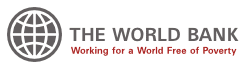 THE WORLD BANK
Working for a World Free of Poverty